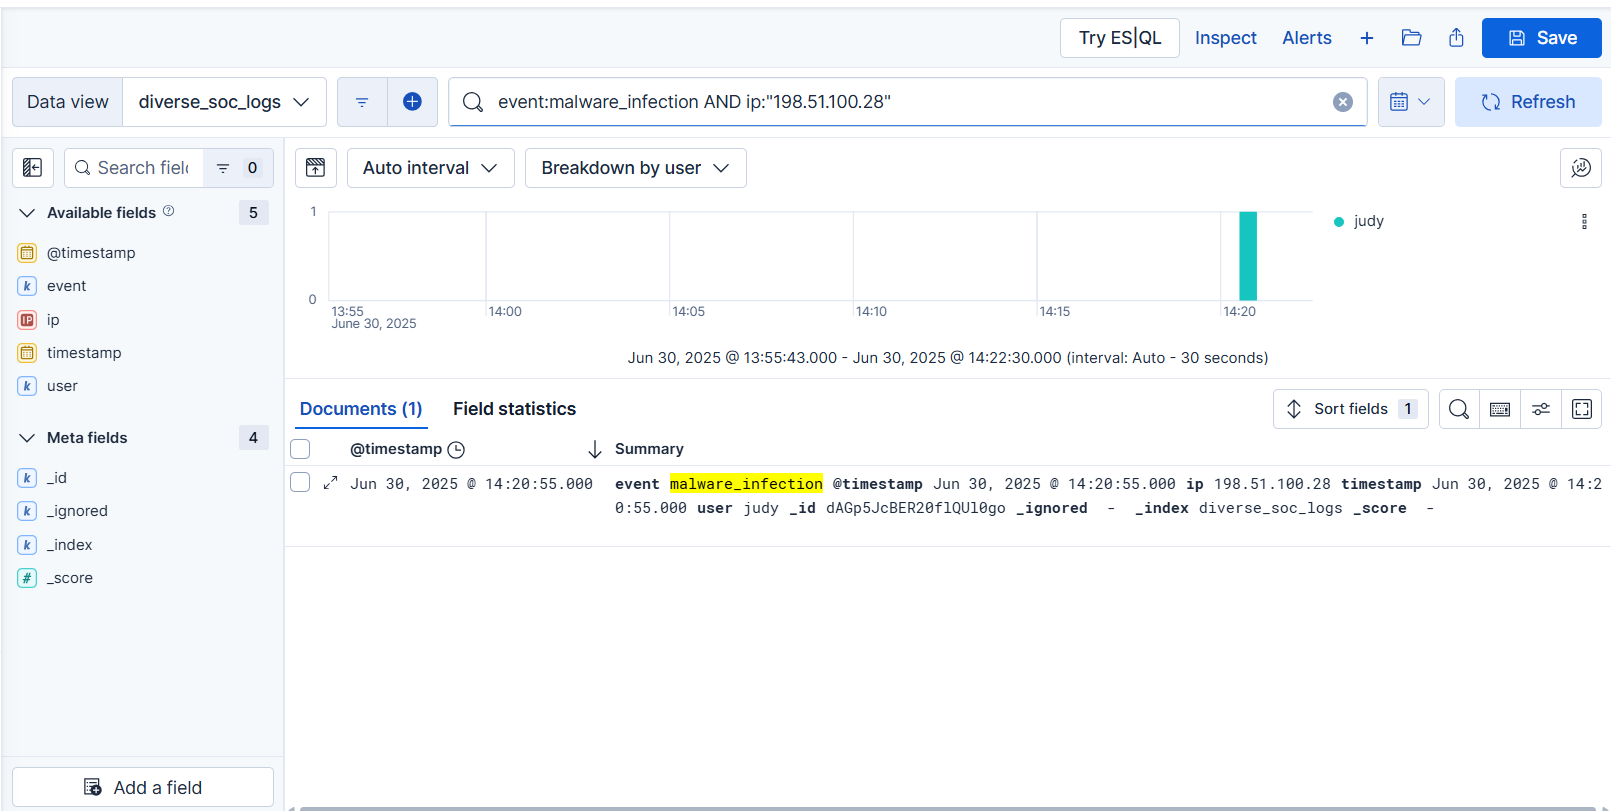 Try ES|QL Inspect Alerts Save
Data view diverse_soc_logs event:malware_infection AND ip:"198.51.100.28" Refresh
Search fiel 0 Auto interval Breakdown by user
Available fields 5
@timestamp
event
ip
timestamp
user
Meta fields 4
_id
_ignored
_index
_score
Add a field
1
0
13:55 14:00 14:05 14:10 14:15 14:20
June 30, 2025
judy
Jun 30, 2025 @ 13:55:43.000 - Jun 30, 2025 @ 14:22:30.000 (interval: Auto - 30 seconds)
Documents (1) Field statistics Sort fields 1
@timestamp Summary
Jun 30, 2025 @ 14:20:55.000 event malware_infection @timestamp Jun 30, 2025 @ 14:20:55.000 ip 198.51.100.28 timestamp Jun 30, 2025 @ 14:2
0:55.000 user judy _id dAGp5JcBER20flQUl0go _ignored - _index diverse_soc_logs _score -